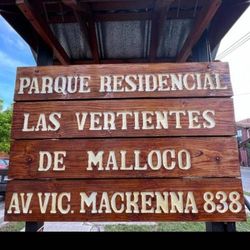 PARQUE RESIDENCIAL
LAS VERTIENTES
DE MALLOCO
AV. VIC. MACKENNA 838